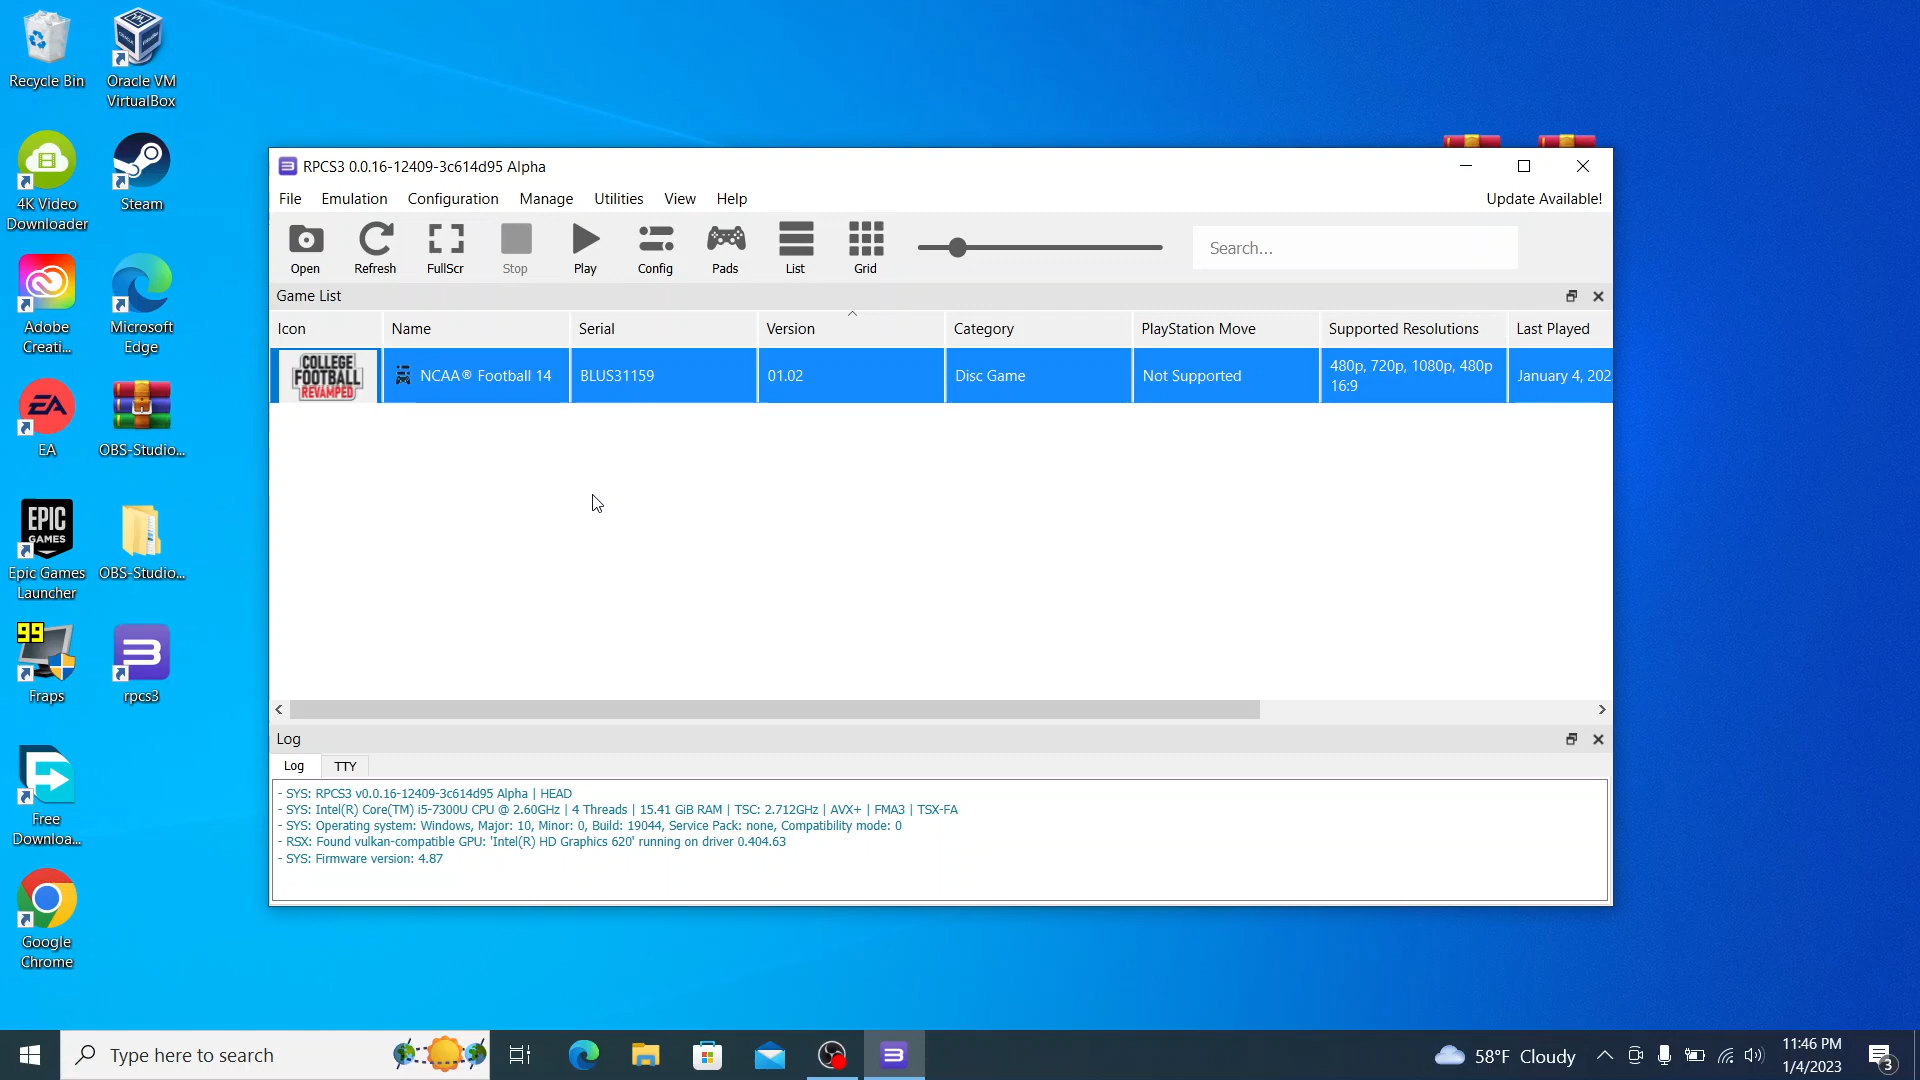 Recycle Bin
Oracle VM
VirtualBox
4K Video
Downloader
Steam
Adobe
Creati...
Microsoft
Edge
EA
EA
OBS-Studio...
EPIC
GAMES
Epic Games
Launcher
OBS-Studio...
99
Fraps
rpcs3
Free
Downloa...
Google
Chrome
RPCS3 0.0.16-12409-3c614d95 Alpha
File Emulation Configuration Manage Utilities View Help Update Available!
Open Refresh FullScr Stop Play Config Pads List Grid Search...
Game List
Icon Name Serial Version Category PlayStation Move Supported Resolutions Last Played
COLLEGE
FOOTBALL
REVAMPED
NCAA® Football 14 BLUS31159 01.02 Disc Game Not Supported 480p, 720p, 1080p, 480p
16:9
January 4, 202
Log
Log TTY
- SYS: RPCS3 v0.0.16-12409-3c614d95 Alpha | HEAD
- SYS: Intel(R) Core(TM) i5-7300U CPU @ 2.60GHz | 4 Threads | 15.41 GiB RAM | TSC: 2.712GHz | AVX+ | FMA3 | TSX-FA
- SYS: Operating system: Windows, Major: 10, Minor: 0, Build: 19044, Service Pack: none, Compatibility mode: 0
- RSX: Found vulkan-compatible GPU: 'Intel(R) HD Graphics 620' running on driver 0.404.63
- SYS: Firmware version: 4.87
Type here to search
58°F Cloudy
11:46 PM
1/4/2023
3